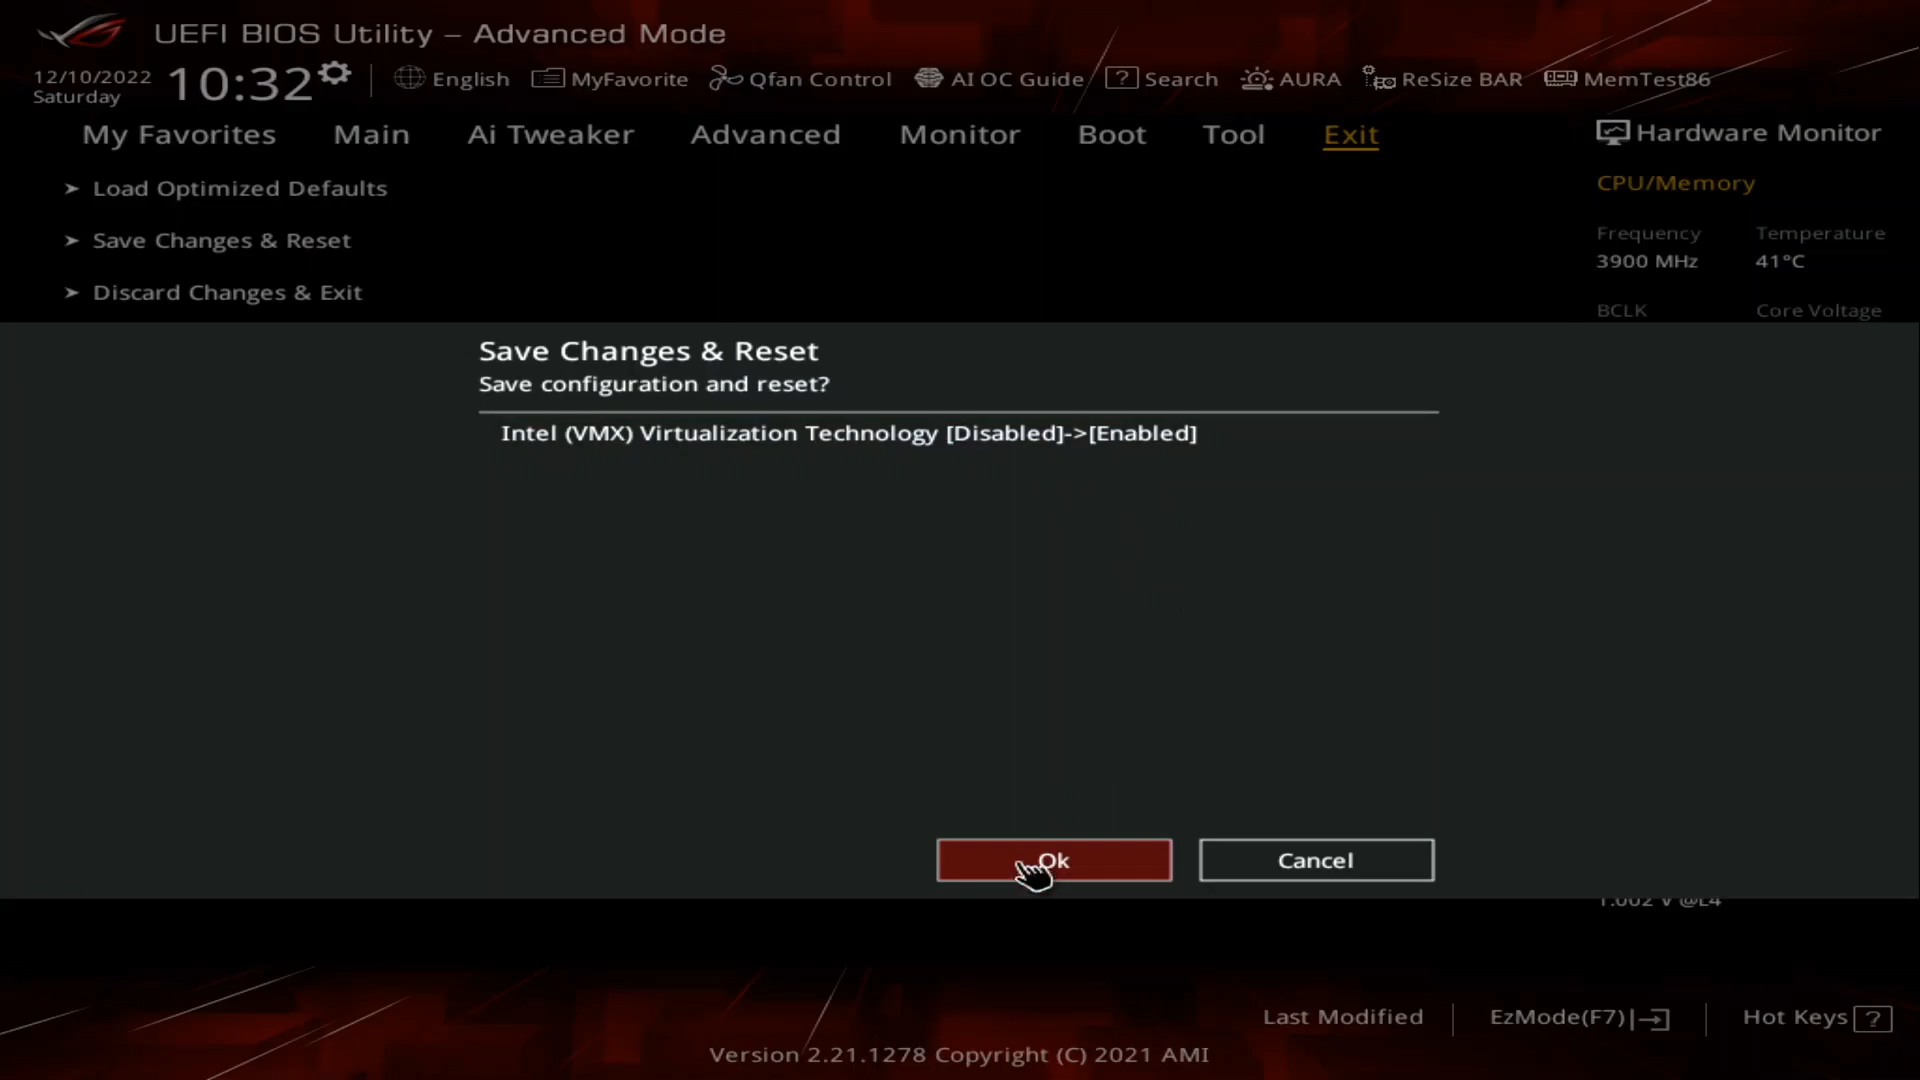 UEFI BIOS Utility – Advanced Mode
12/10/2022
Saturday
10:32
English
MyFavorite
Qfan Control
AI OC Guide
? Search
AURA
ReSize BAR
MemTest86
My Favorites
Main
Ai Tweaker
Advanced
Monitor
Boot
Tool
Exit
Hardware Monitor
Load Optimized Defaults
Save Changes & Reset
Discard Changes & Exit
CPU/Memory
Frequency
Temperature
3900 MHz
41°C
BCLK
Core Voltage
Save Changes & Reset
Save configuration and reset?
Intel (VMX) Virtualization Technology [Disabled]->[Enabled]
Ok
Cancel
1.002 V @L4
Last Modified
EzMode(F7)
Hot Keys ?
Version 2.21.1278 Copyright (C) 2021 AMI